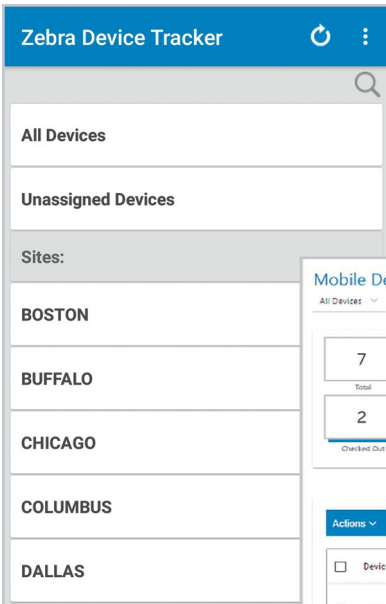 Zebra Device Tracker
All Devices
Unassigned Devices
Sites:
BOSTON
BUFFALO
CHICAGO
COLUMBUS
DALLAS
Mobile De
All Devices
7
Total
2
Checked Out
Actions
Devic